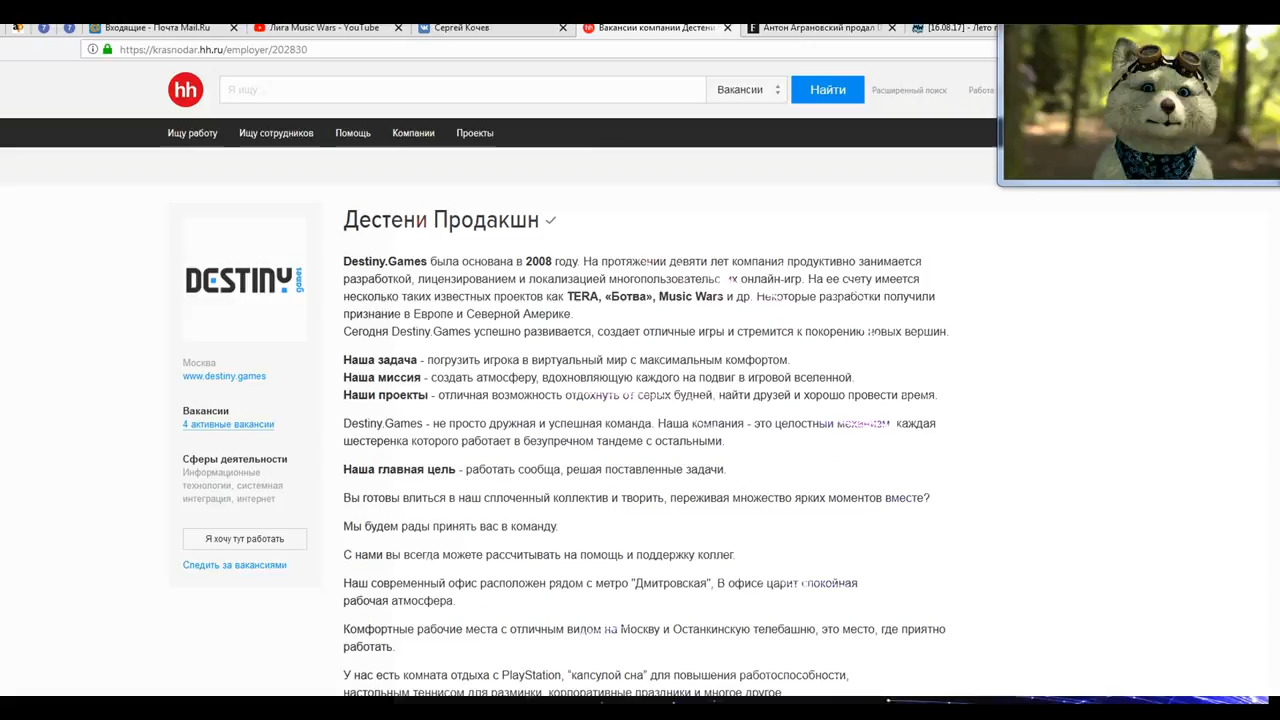 Входящие - Почта Mail.Ru
Лига Music Wars - YouTube
Сергей Кочев
Вакансии компании Дестени
Антон Аграновский продал
[16.08.17] - Лето
https://krasnodar.hh.ru/employer/202830
hh
Я ищу ...
Вакансии
Найти
Расширенный поиск
Работа
Ищу работу
Ищу сотрудников
Помощь
Компании
Проекты
DESTINY games
Москва
www.destiny.games
Вакансии
4 активные вакансии
Сферы деятельности
Информационные
технологии, системная
интеграция, интернет
Я хочу тут работать
Следить за вакансиями
Дестени Продакшн
Destiny.Games была основана в 2008 году. На протяжении девяти лет компания продуктивно занимается
разработкой, лицензированием и локализацией многопользовательских онлайн-игр. На ее счету имеется
несколько таких известных проектов как TERA, «Ботва», Music Wars и др. Некоторые разработки получили
признание в Европе и Северной Америке.
Сегодня Destiny.Games успешно развивается, создает отличные игры и стремится к покорению новых вершин.
Наша задача - погрузить игрока в виртуальный мир с максимальным комфортом.
Наша миссия - создать атмосферу, вдохновляющую каждого на подвиг в игровой вселенной.
Наши проекты - отличная возможность отдохнуть от серых будней, найти друзей и хорошо провести время.
Destiny.Games - не просто дружная и успешная команда. Наша компания - это целостный механизм каждая
шестеренка которого работает в безупречном тандеме с остальными.
Наша главная цель - работать сообща, решая поставленные задачи.
Вы готовы влиться в наш сплоченный коллектив и творить, переживая множество ярких моментов вместе?
Мы будем рады принять вас в команду.
С нами вы всегда можете рассчитывать на помощь и поддержку коллег.
Наш современный офис расположен рядом с метро "Дмитровская", В офисе царит спокойная
рабочая атмосфера.
Комфортные рабочие места с отличным видом на Москву и Останкинскую телебашню, это место, где приятно
работать.
У нас есть комната отдыха с PlayStation, "капсулой сна" для повышения работоспособности,
настольным теннисом для разминки, корпоративные праздники и многое другое